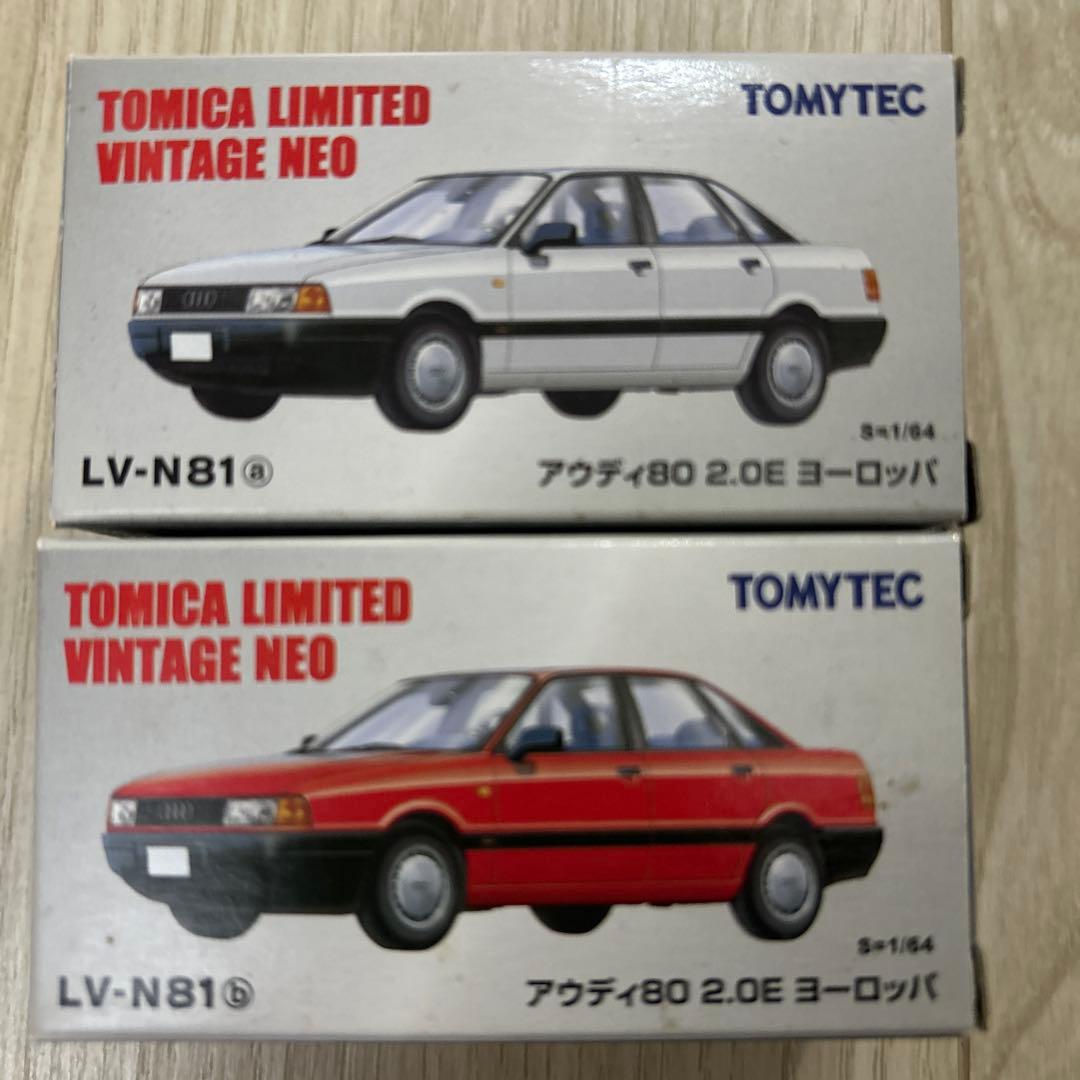 TOMICA LIMITED
VINTAGE NEO
TOMYTEC
S=1/64
LV-N81ⓐ
アウディ80 2.0E ヨーロッパ
TOMICA LIMITED
VINTAGE NEO
TOMYTEC
S=1/64
LV-N81ⓑ
アウディ80 2.0E ヨーロッパ